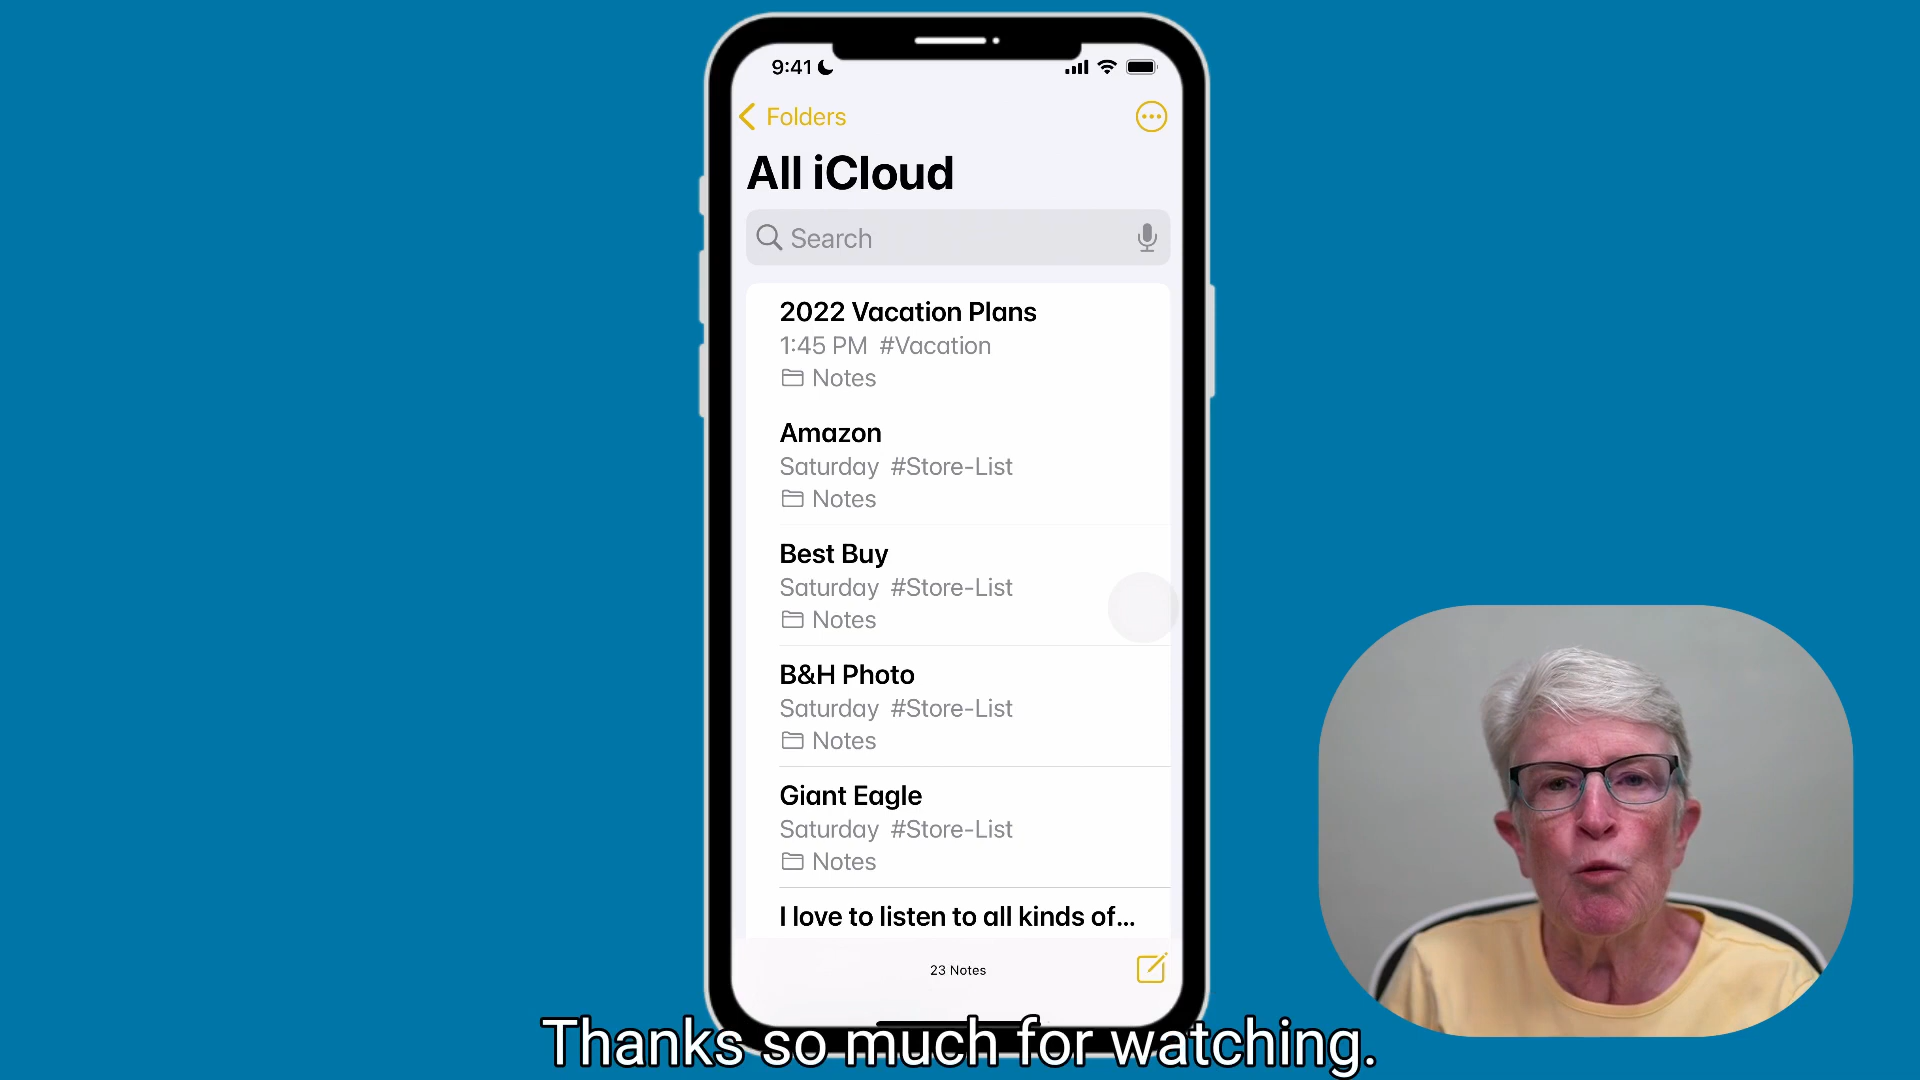 9:41
Folders
All iCloud
Search
2022 Vacation Plans
1:45 PM #Vacation
Notes
Amazon
Saturday #Store-List
Notes
Best Buy
Saturday #Store-List
Notes
B&H Photo
Saturday #Store-List
Notes
Giant Eagle
Saturday #Store-List
Notes
I love to listen to all kinds of...
23 Notes
Thanks so much for watching.